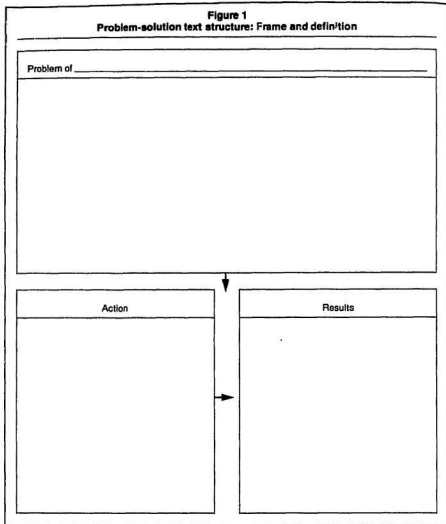 Figure 1
Problem-solution text structure: Frame and definition
Problem of
Action
Results